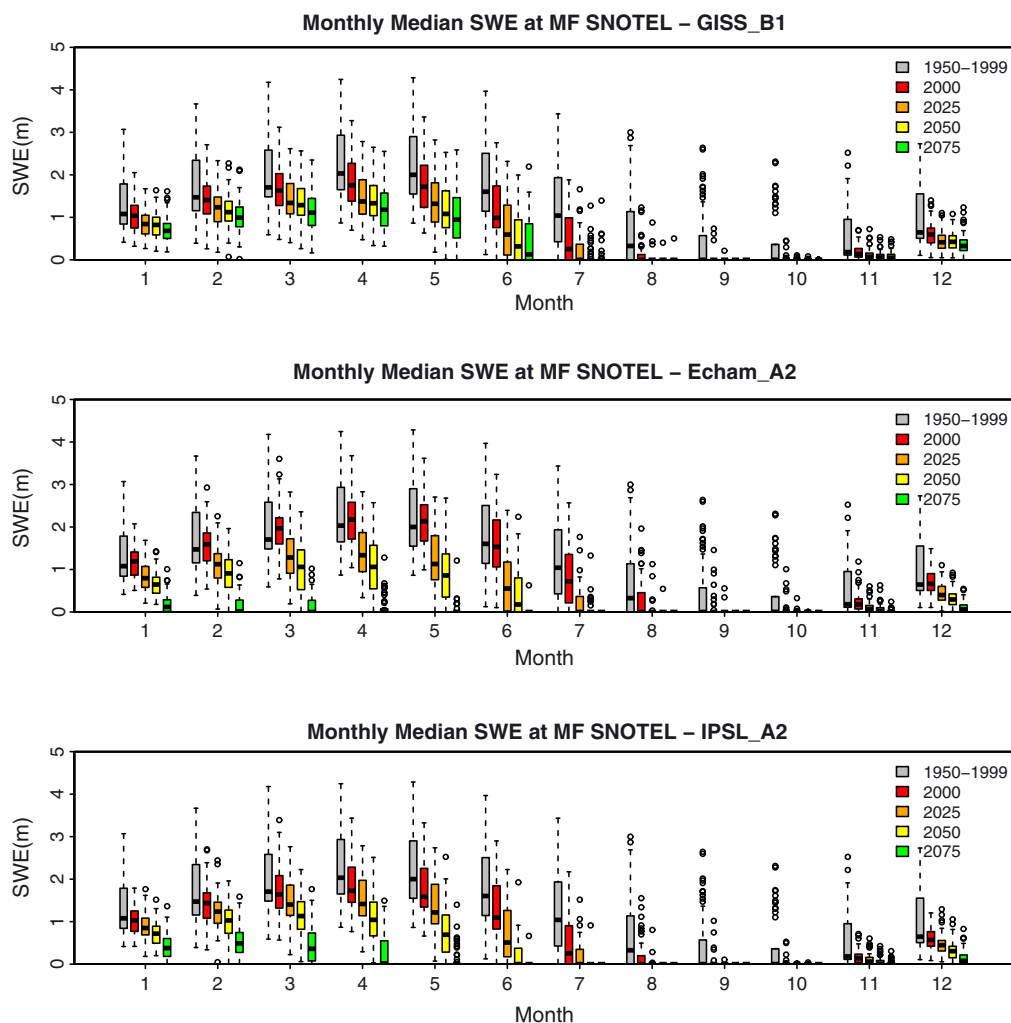 Monthly Median SWE at MF SNOTEL − GISS_B1
SWE(m)
5
4
3
2
1
0
1950−1999
2000
2025
2050
2075
1 2 3 4 5 6 7 8 9 10 11 12
Month
Monthly Median SWE at MF SNOTEL − Echam_A2
SWE(m)
5
4
3
2
1
0
1950−1999
2000
2025
2050
2075
1 2 3 4 5 6 7 8 9 10 11 12
Month
Monthly Median SWE at MF SNOTEL − IPSL_A2
SWE(m)
5
4
3
2
1
0
1950−1999
2000
2025
2050
2075
1 2 3 4 5 6 7 8 9 10 11 12
Month